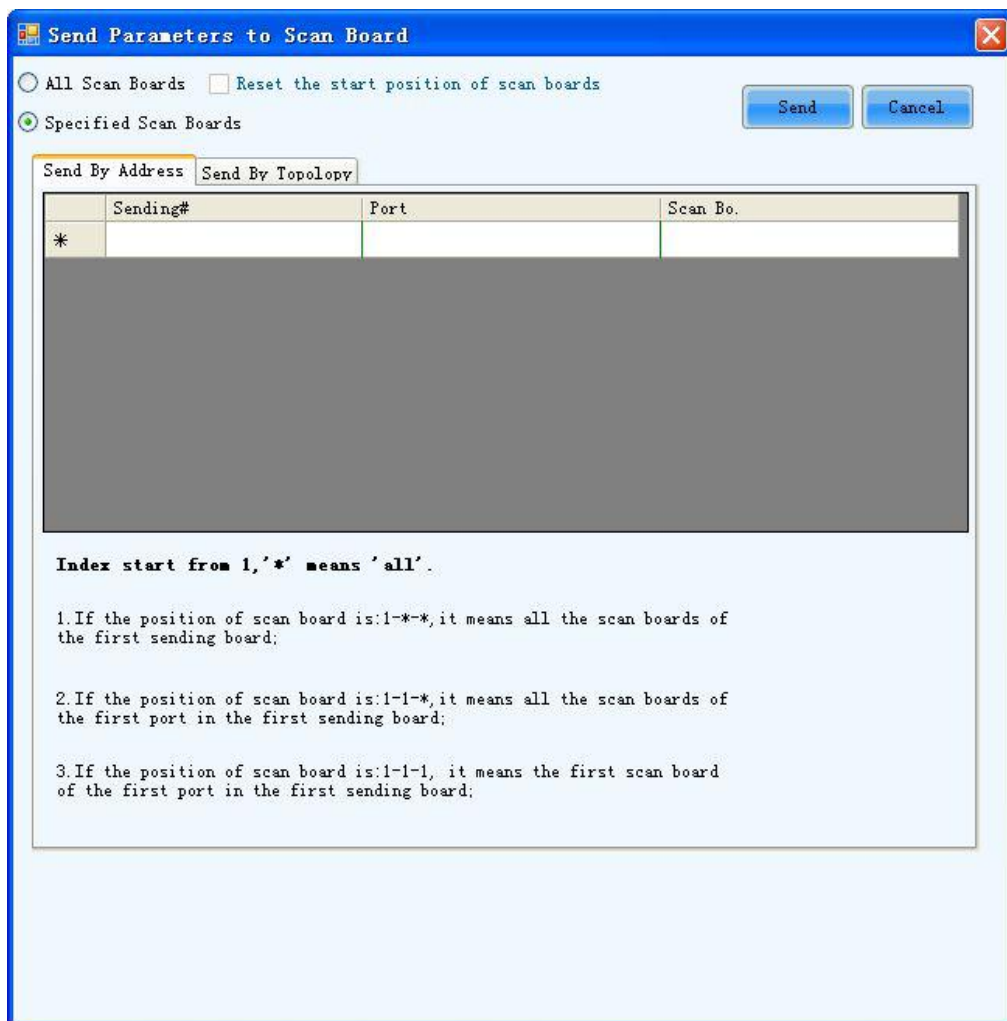 Send Parameters to Scan Board
All Scan Boards Reset the start position of scan boards
Send Cancel
Specified Scan Boards
Send By Address Send By Topolopy
Sending# Port Scan Bo.
*
Index start from 1,'*' means 'all'.
1.If the position of scan board is:1-*-*,it means all the scan boards of
the first sending board;
2.If the position of scan board is:1-1-*,it means all the scan boards of
the first port in the first sending board;
3.If the position of scan board is:1-1-1, it means the first scan board
of the first port in the first sending board;